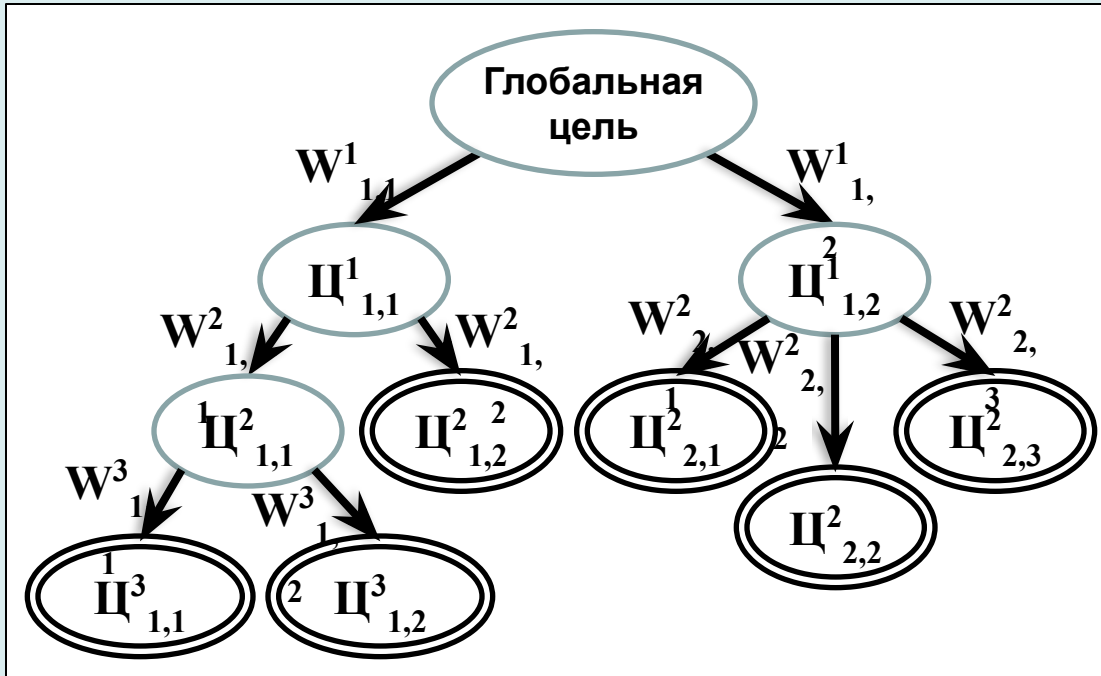 Глобальная
цель
W¹₁,₁
W¹₁,₂
Ц¹₁,₁
Ц¹₁,₂
W²₁,₁
W²₁,₂
W²₂,₁
W²₂,₂
W²₂,₃
Ц²₁,₁
Ц²₁,₂
Ц²₂,₁
Ц²₂,₂
Ц²₂,₃
W³₁,₁
W³₁,₂
Ц³₁,₁
Ц³₁,₂